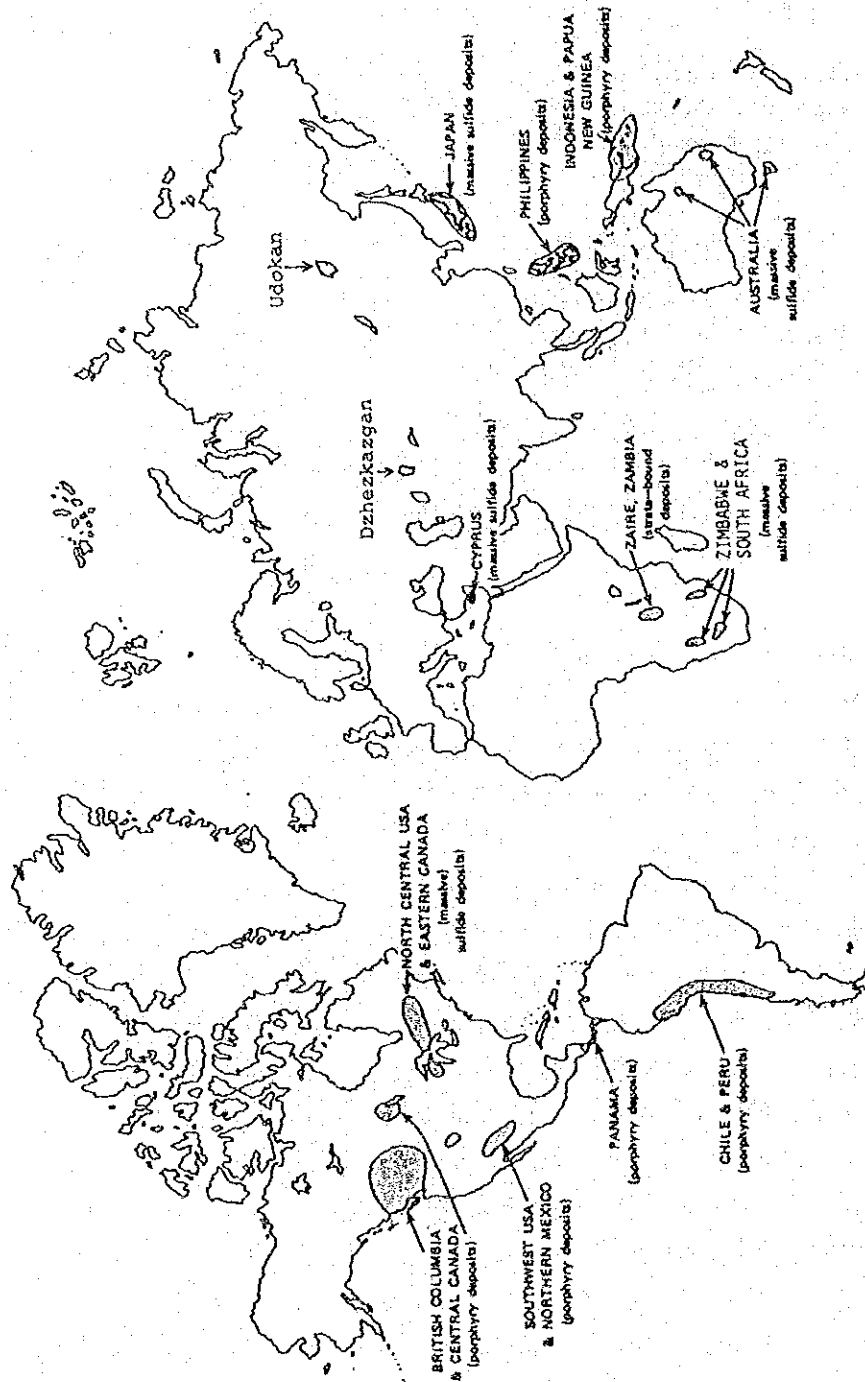 BRITISH COLUMBIA
& CENTRAL CANADA
(porphyry deposits)
SOUTHWEST USA
& NORTHERN MEXICO
(porphyry deposits)
NORTH CENTRAL USA
& EASTERN CANADA
(massive)
sulfide deposits)
PANAMA
(porphyry deposits)
CHILE & PERU
(porphyry deposits)
Udokan
Dzhezkazgan
CYPRUS
(massive sulfide deposits)
JAPAN
(massive sulfide deposits)
PHILIPPINES
(porphyry deposits)
INDONESIA & PAPUA
NEW GUINEA
(porphyry deposits)
ZAIRE, ZAMBIA
(strata-bound
deposits)
ZIMBABWE &
SOUTH AFRICA
(massive
sulfide deposits)
AUSTRALIA
(massive
sulfide deposits)